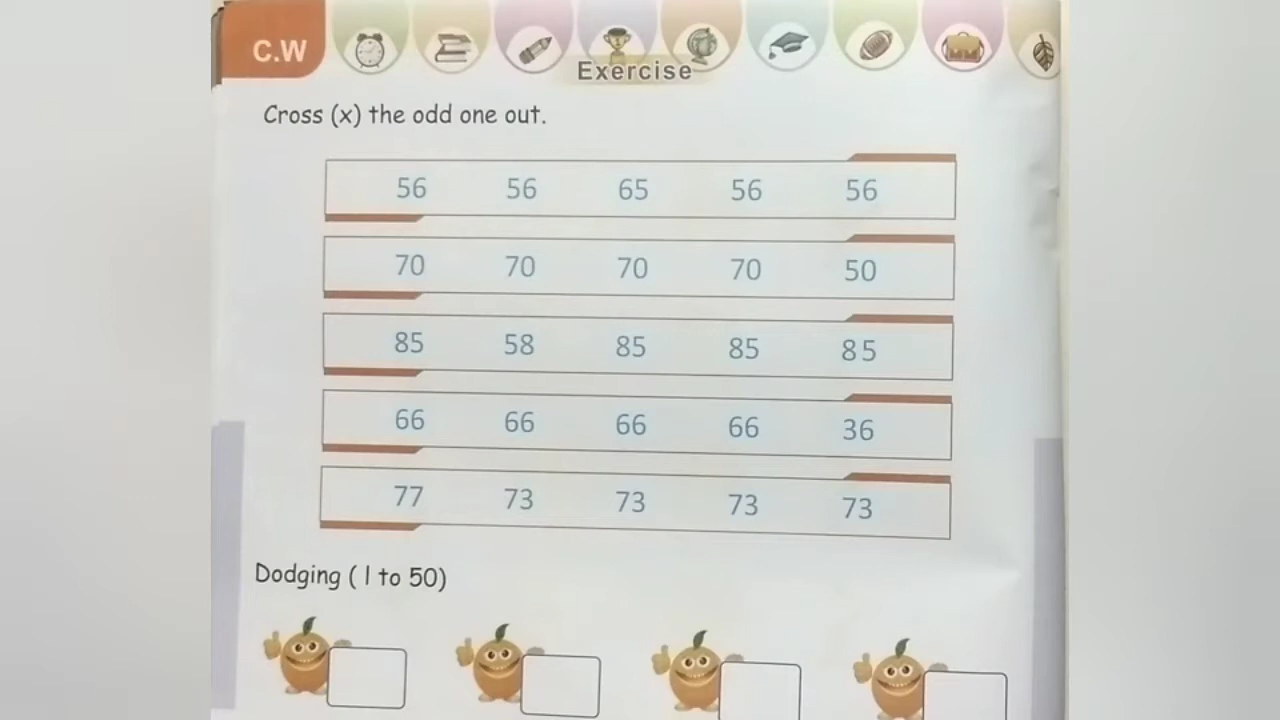 C.W
Exercise
Cross (x) the odd one out.
56 56 65 56 56
70 70 70 70 50
85 58 85 85 85
66 66 66 66 36
77 73 73 73 73
Dodging ( 1 to 50)